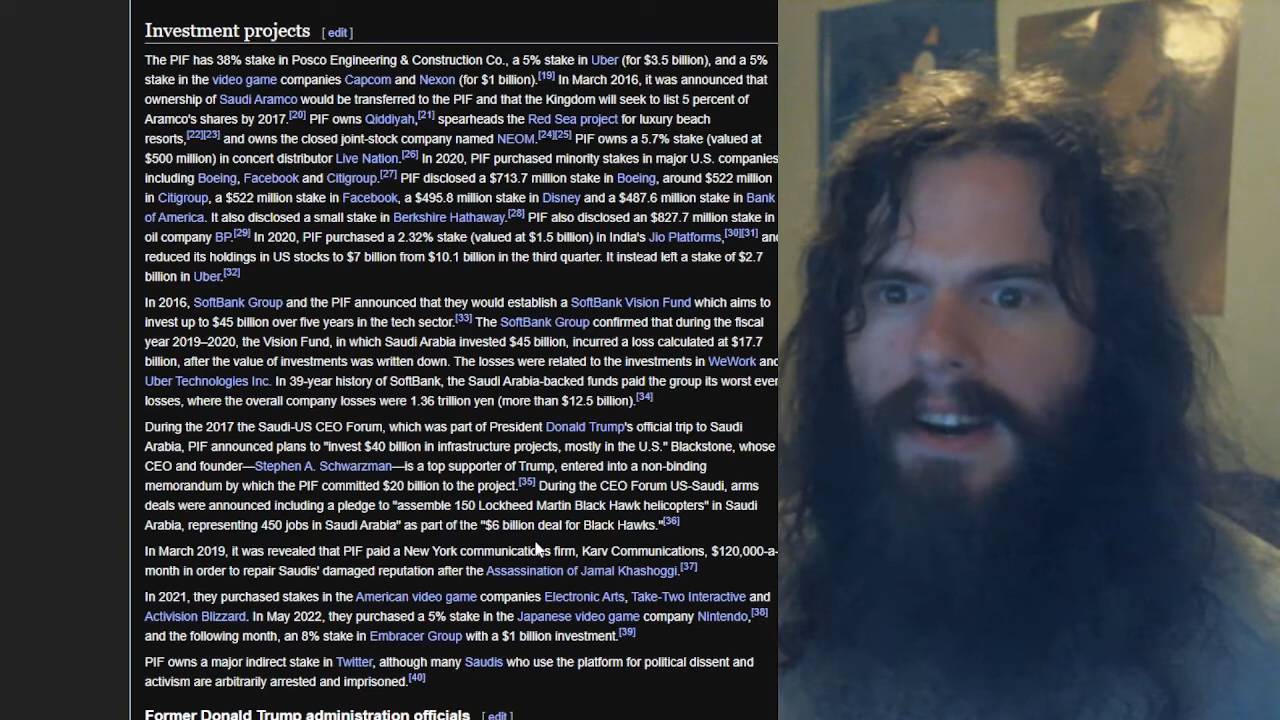 Investment projects [ edit ]
The PIF has 38% stake in Posco Engineering & Construction Co., a 5% stake in Uber (for $3.5 billion), and a 5%
stake in the video game companies Capcom and Nexon (for $1 billion).[19] In March 2016, it was announced that
ownership of Saudi Aramco would be transferred to the PIF and that the Kingdom will seek to list 5 percent of
Aramco's shares by 2017.[20] PIF owns Qiddiyah,[21] spearheads the Red Sea project for luxury beach
resorts,[22][23] and owns the closed joint-stock company named NEOM.[24][25] PIF owns a 5.7% stake (valued at
$500 million) in concert distributor Live Nation.[26] In 2020, PIF purchased minority stakes in major U.S. companies
including Boeing, Facebook and Citigroup.[27] PIF disclosed a $713.7 million stake in Boeing, around $522 million
in Citigroup, a $522 million stake in Facebook, a $495.8 million stake in Disney and a $487.6 million stake in Bank
of America. It also disclosed a small stake in Berkshire Hathaway.[28] PIF also disclosed an $827.7 million stake in
oil company BP.[29] In 2020, PIF purchased a 2.32% stake (valued at $1.5 billion) in India's Jio Platforms,[30][31] and
reduced its holdings in US stocks to $7 billion from $10.1 billion in the third quarter. It instead left a stake of $2.7
billion in Uber.[32]
In 2016, SoftBank Group and the PIF announced that they would establish a SoftBank Vision Fund which aims to
invest up to $45 billion over five years in the tech sector.[33] The SoftBank Group confirmed that during the fiscal
year 2019–2020, the Vision Fund, in which Saudi Arabia invested $45 billion, incurred a loss calculated at $17.7
billion, after the value of investments was written down. The losses were related to the investments in WeWork and
Uber Technologies Inc. In 39-year history of SoftBank, the Saudi Arabia-backed funds paid the group its worst ever
losses, where the overall company losses were 1.36 trillion yen (more than $12.5 billion).[34]
During the 2017 the Saudi-US CEO Forum, which was part of President Donald Trump's official trip to Saudi
Arabia, PIF announced plans to "invest $40 billion in infrastructure projects, mostly in the U.S." Blackstone, whose
CEO and founder—Stephen A. Schwarzman—is a top supporter of Trump, entered into a non-binding
memorandum by which the PIF committed $20 billion to the project.[35] During the CEO Forum US-Saudi, arms
deals were announced including a pledge to "assemble 150 Lockheed Martin Black Hawk helicopters" in Saudi
Arabia, representing 450 jobs in Saudi Arabia" as part of the "$6 billion deal for Black Hawks."[36]
In March 2019, it was revealed that PIF paid a New York communications firm, Karv Communications, $120,000-a-
month in order to repair Saudis' damaged reputation after the Assassination of Jamal Khashoggi.[37]
In 2021, they purchased stakes in the American video game companies Electronic Arts, Take-Two Interactive and
Activision Blizzard. In May 2022, they purchased a 5% stake in the Japanese video game company Nintendo,[38]
and the following month, an 8% stake in Embracer Group with a $1 billion investment.[39]
PIF owns a major indirect stake in Twitter, although many Saudis who use the platform for political dissent and
activism are arbitrarily arrested and imprisoned.[40]
Former Donald Trump administration officials [ edit ]